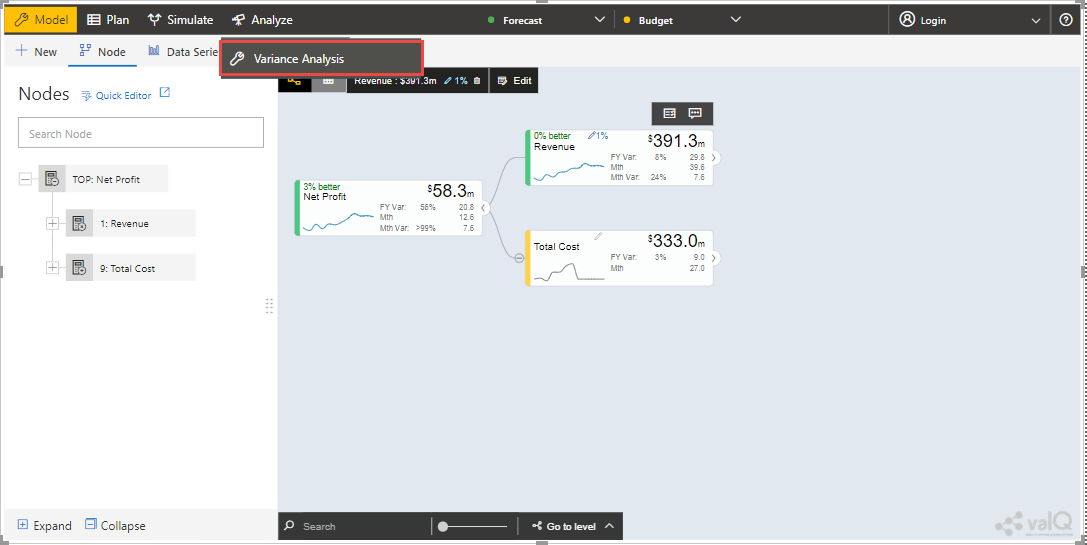 Model Plan Simulate Analyze Forecast Budget Login
New Node Data Serie
Variance Analysis
Revenue : $391.3m 1% Edit
Nodes Quick Editor
Search Node
TOP: Net Profit
1: Revenue
9: Total Cost
Expand Collapse
3% better
Net Profit
$58.3m
FY Var: 56% 20.8
Mth 12.6
Mth Var: >99% 7.6
0% better 1%
Revenue
$391.3m
FY Var: 8% 29.8
Mth 39.6
Mth Var: 24% 7.6
Total Cost
$333.0m
FY Var: 3% 9.0
Mth 27.0
Search Go to level
valQ